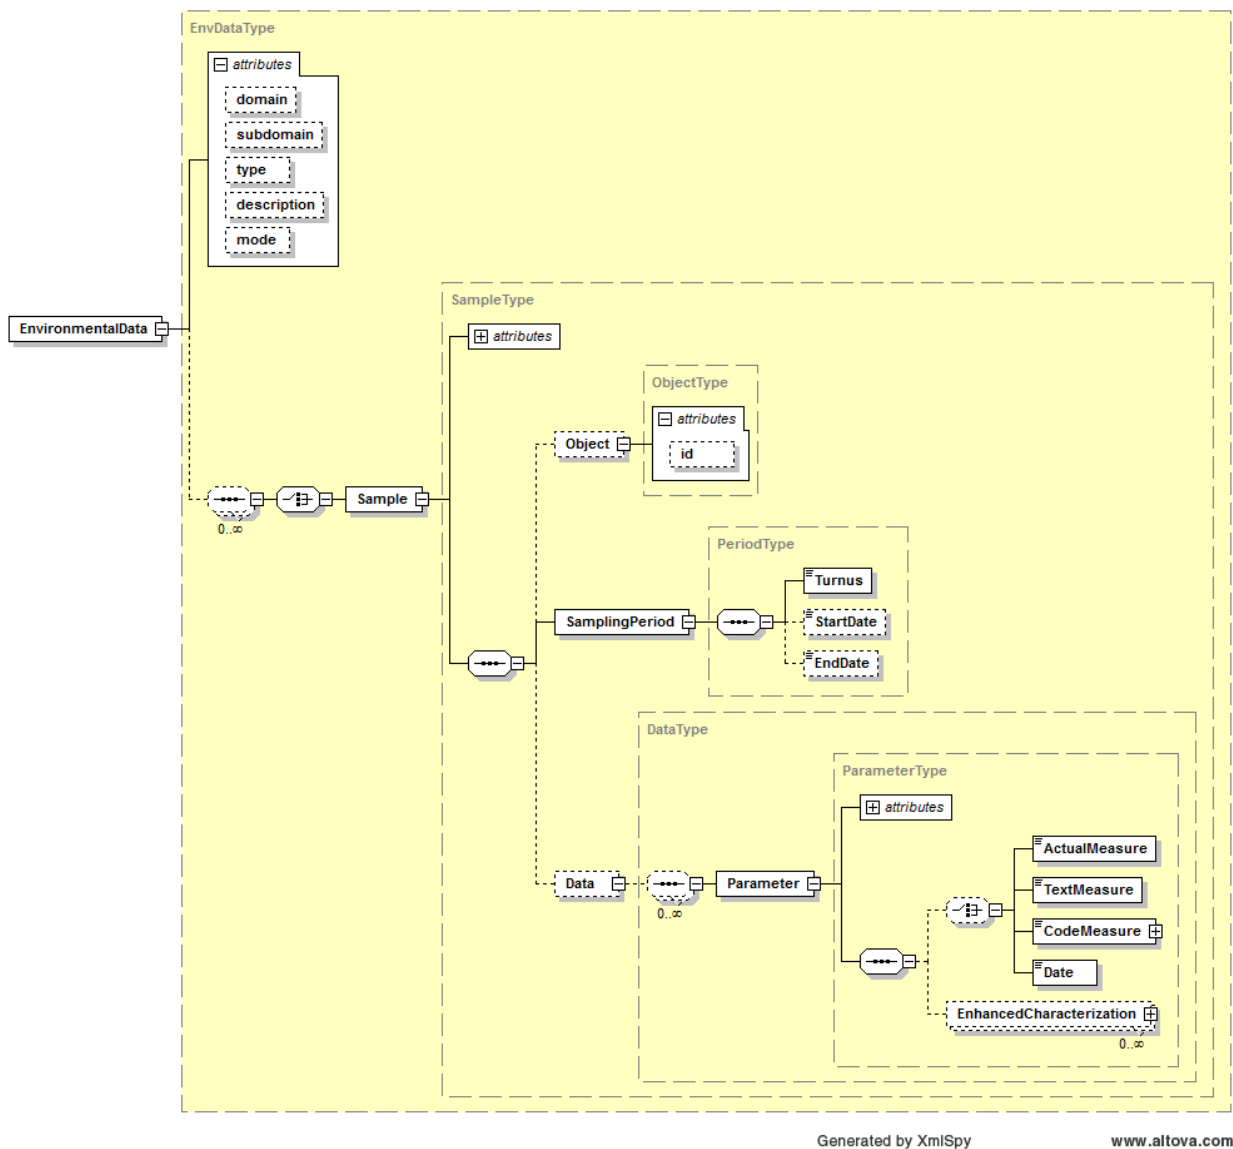 EnvDataType
attributes
domain
subdomain
type
description
mode
EnvironmentalData
SampleType
attributes
ObjectType
attributes
Object
id
Sample
0..∞
PeriodType
Turnus
SamplingPeriod
StartDate
EndDate
DataType
ParameterType
attributes
ActualMeasure
Data
Parameter
TextMeasure
0..∞
CodeMeasure
Date
EnhancedCharacterization
0..∞
Generated by XmlSpy
www.altova.com